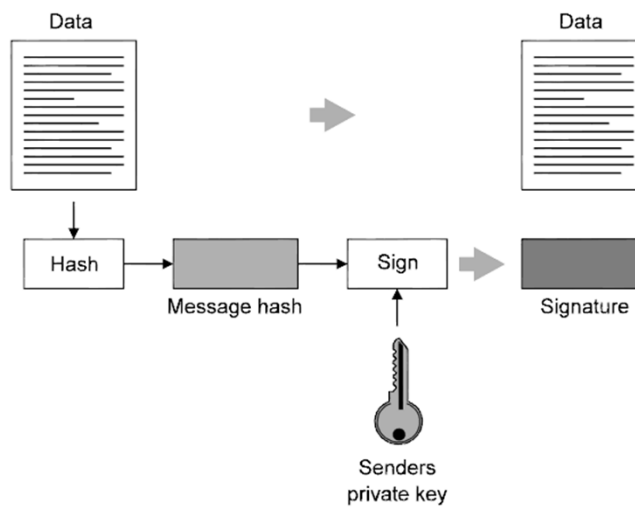 Data
Data
Hash
Sign
Message hash
Signature
Senders
private key